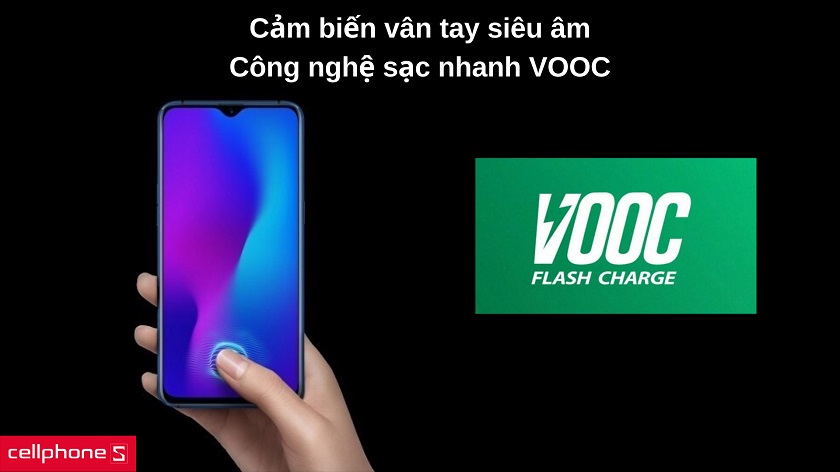 Cảm biến vân tay siêu âm
Công nghệ sạc nhanh VOOC
VOOC
FLASH CHARGE
cellphone S